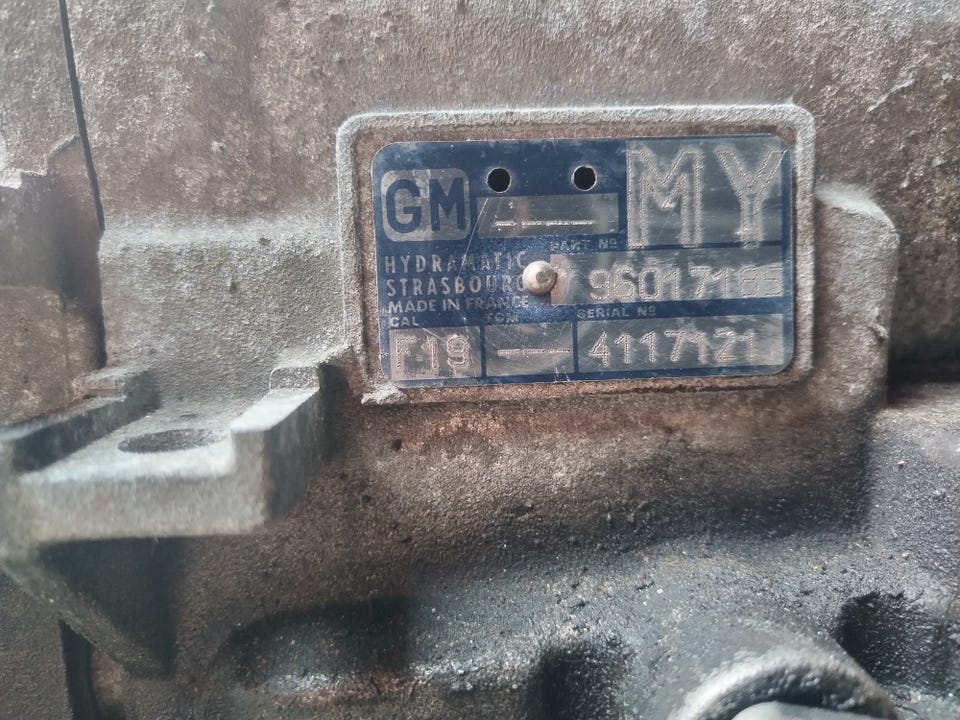 GM
MY
PART Nº
HYDRAMATIC
96017185
STRASBOURG
MADE IN FRANCE
CAL
SERIAL Nº
F19
4117121